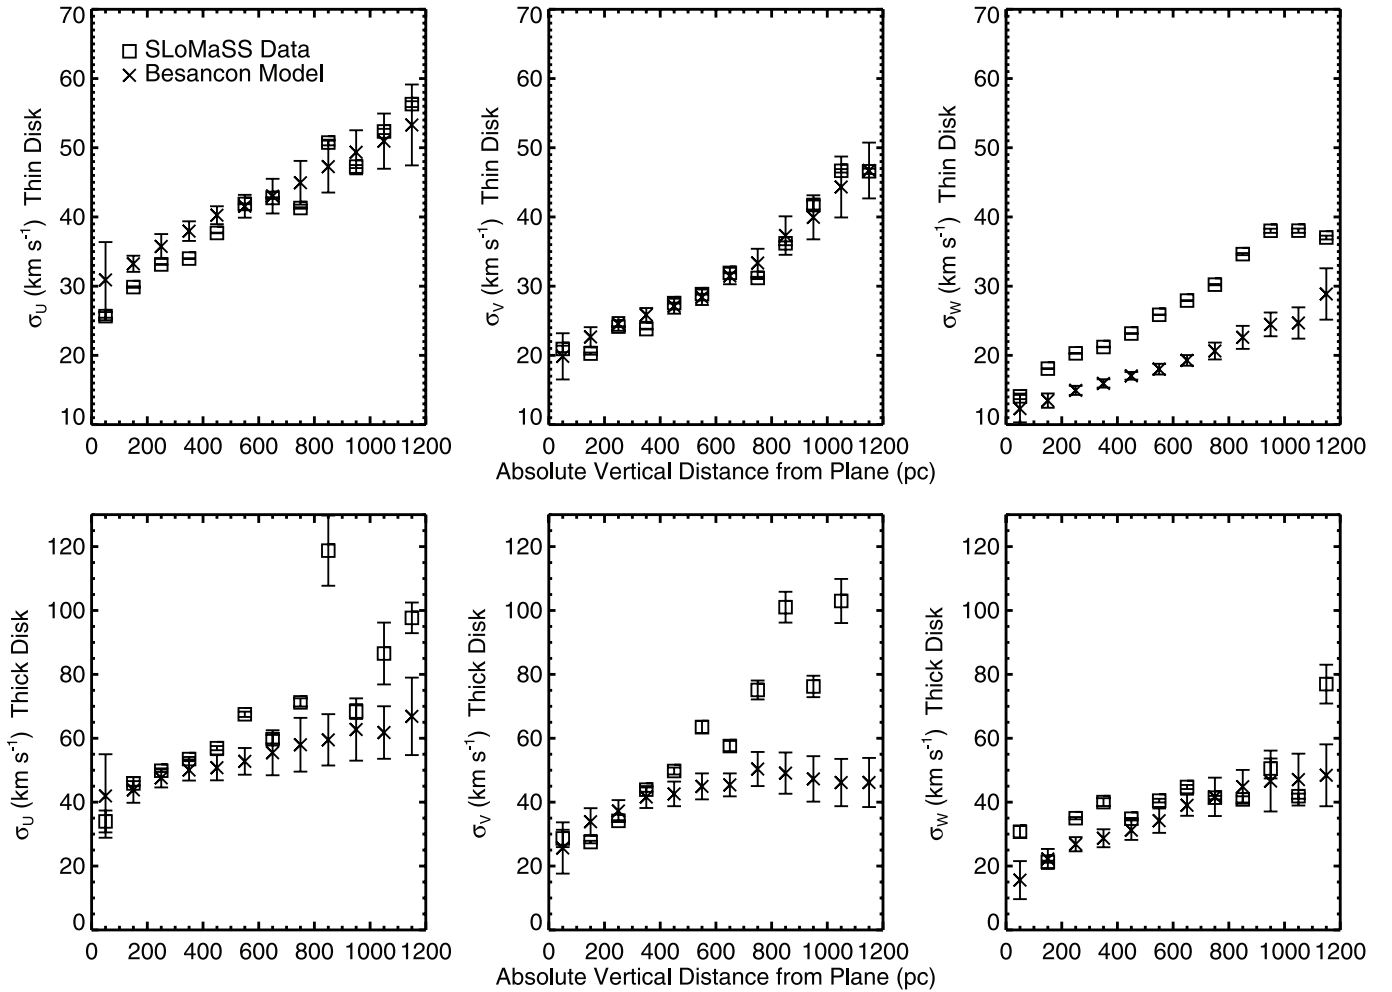 70
60
50
40
30
20
10
σU (km s-1) Thin Disk
SLoMaSS Data
Besancon Model
0 200 400 600 800 1000 1200
70
60
50
40
30
20
10
σV (km s-1) Thin Disk
0 200 400 600 800 1000 1200
70
60
50
40
30
20
10
σW (km s-1) Thin Disk
0 200 400 600 800 1000 1200
Absolute Vertical Distance from Plane (pc)
120
100
80
60
40
20
0
σU (km s-1) Thick Disk
0 200 400 600 800 1000 1200
120
100
80
60
40
20
0
σV (km s-1) Thick Disk
0 200 400 600 800 1000 1200
120
100
80
60
40
20
0
σW (km s-1) Thick Disk
0 200 400 600 800 1000 1200
Absolute Vertical Distance from Plane (pc)